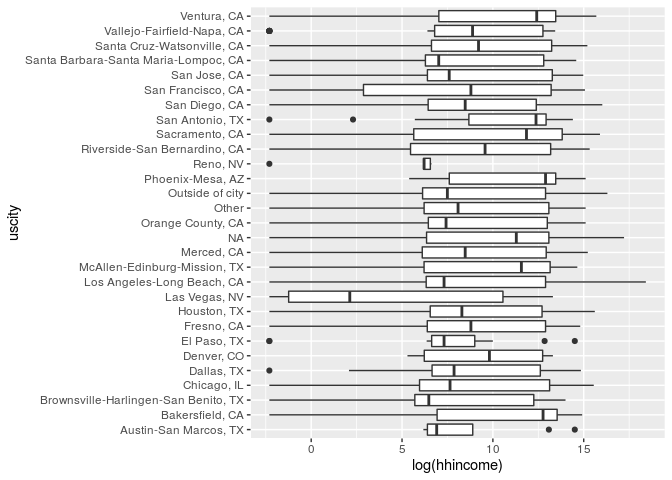 Ventura, CA
Vallejo-Fairfield-Napa, CA
Santa Cruz-Watsonville, CA
Santa Barbara-Santa Maria-Lompoc, CA
San Jose, CA
San Francisco, CA
San Diego, CA
San Antonio, TX
Sacramento, CA
Riverside-San Bernardino, CA
Reno, NV
Phoenix-Mesa, AZ
Outside of city
Other
Orange County, CA
NA
Merced, CA
McAllen-Edinburg-Mission, TX
Los Angeles-Long Beach, CA
Las Vegas, NV
Houston, TX
Fresno, CA
El Paso, TX
Denver, CO
Dallas, TX
Chicago, IL
Brownsville-Harlingen-San Benito, TX
Bakersfield, CA
Austin-San Marcos, TX
uscity
0 5 10 15
log(hhincome)